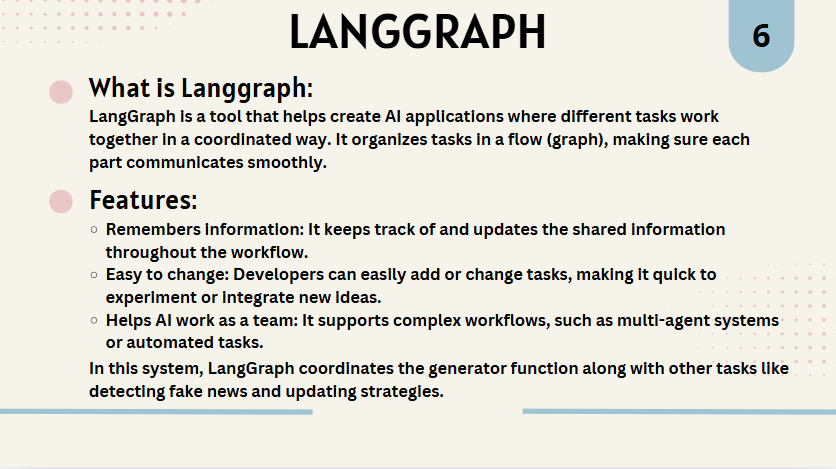 LANGGRAPH
6
What is Langgraph:
LangGraph is a tool that helps create AI applications where different tasks work
together in a coordinated way. It organizes tasks in a flow (graph), making sure each
part communicates smoothly.
Features:
Remembers information: It keeps track of and updates the shared information
throughout the workflow.
Easy to change: Developers can easily add or change tasks, making it quick to
experiment or integrate new ideas.
Helps AI work as a team: It supports complex workflows, such as multi-agent systems
or automated tasks.
In this system, LangGraph coordinates the generator function along with other tasks like
detecting fake news and updating strategies.